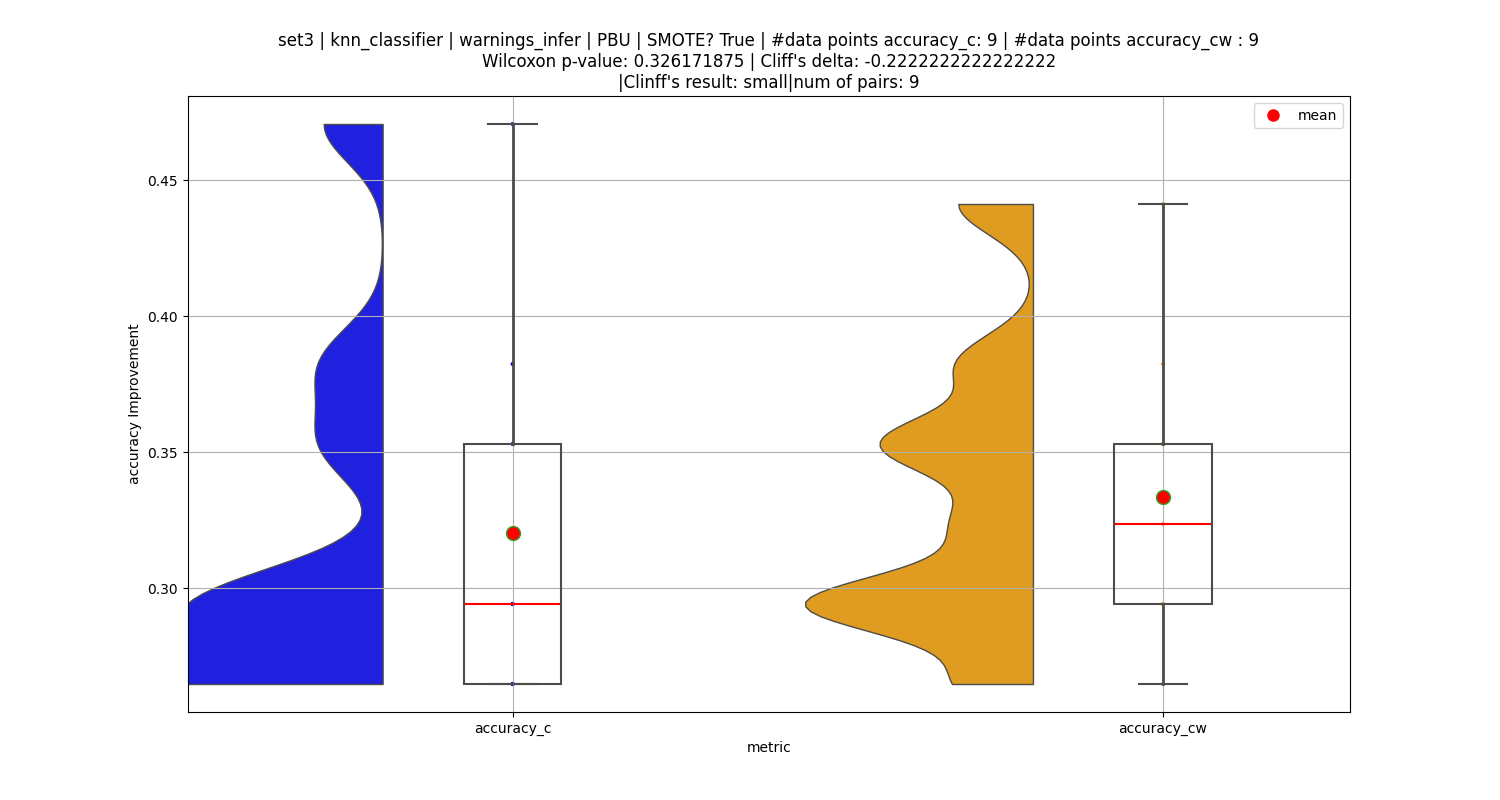 set3 | knn_classifier | warnings_infer | PBU | SMOTE? True | #data points accuracy_c: 9 | #data points accuracy_cw : 9
Wilcoxon p-value: 0.326171875 | Cliff's delta: -0.2222222222222222
|Clinff's result: small|num of pairs: 9
mean
0.45
0.40
0.35
0.30
accuracy Improvement
accuracy_c
accuracy_cw
metric